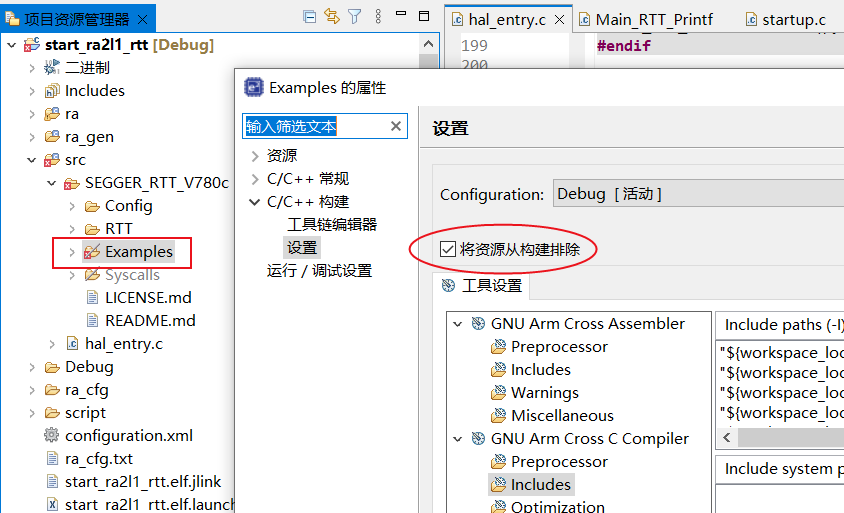 项目资源管理器
start_ra2l1_rtt [Debug]
二进制
Includes
ra
ra_gen
src
SEGGER_RTT_V780c
Config
RTT
Examples
Syscalls
LICENSE.md
README.md
hal_entry.c
Debug
ra_cfg
script
configuration.xml
ra_cfg.txt
start_ra2l1_rtt.elf.jlink
start_ra2l1_rtt.elf.launch
hal_entry.c
Main_RTT_Printf
startup.c
199
#endif
200
Examples 的属性
输入筛选文本
资源
C/C++ 常规
C/C++ 构建
工具链编辑器
设置
运行 / 调试设置
设置
Configuration:
Debug [ 活动 ]
将资源从构建排除
工具设置
GNU Arm Cross Assembler
Preprocessor
Includes
Warnings
Miscellaneous
GNU Arm Cross C Compiler
Preprocessor
Includes
Optimization
Include paths (-I)
"${workspace_loc
"${workspace_loc
"${workspace_loc
"${workspace_loc
Include system p